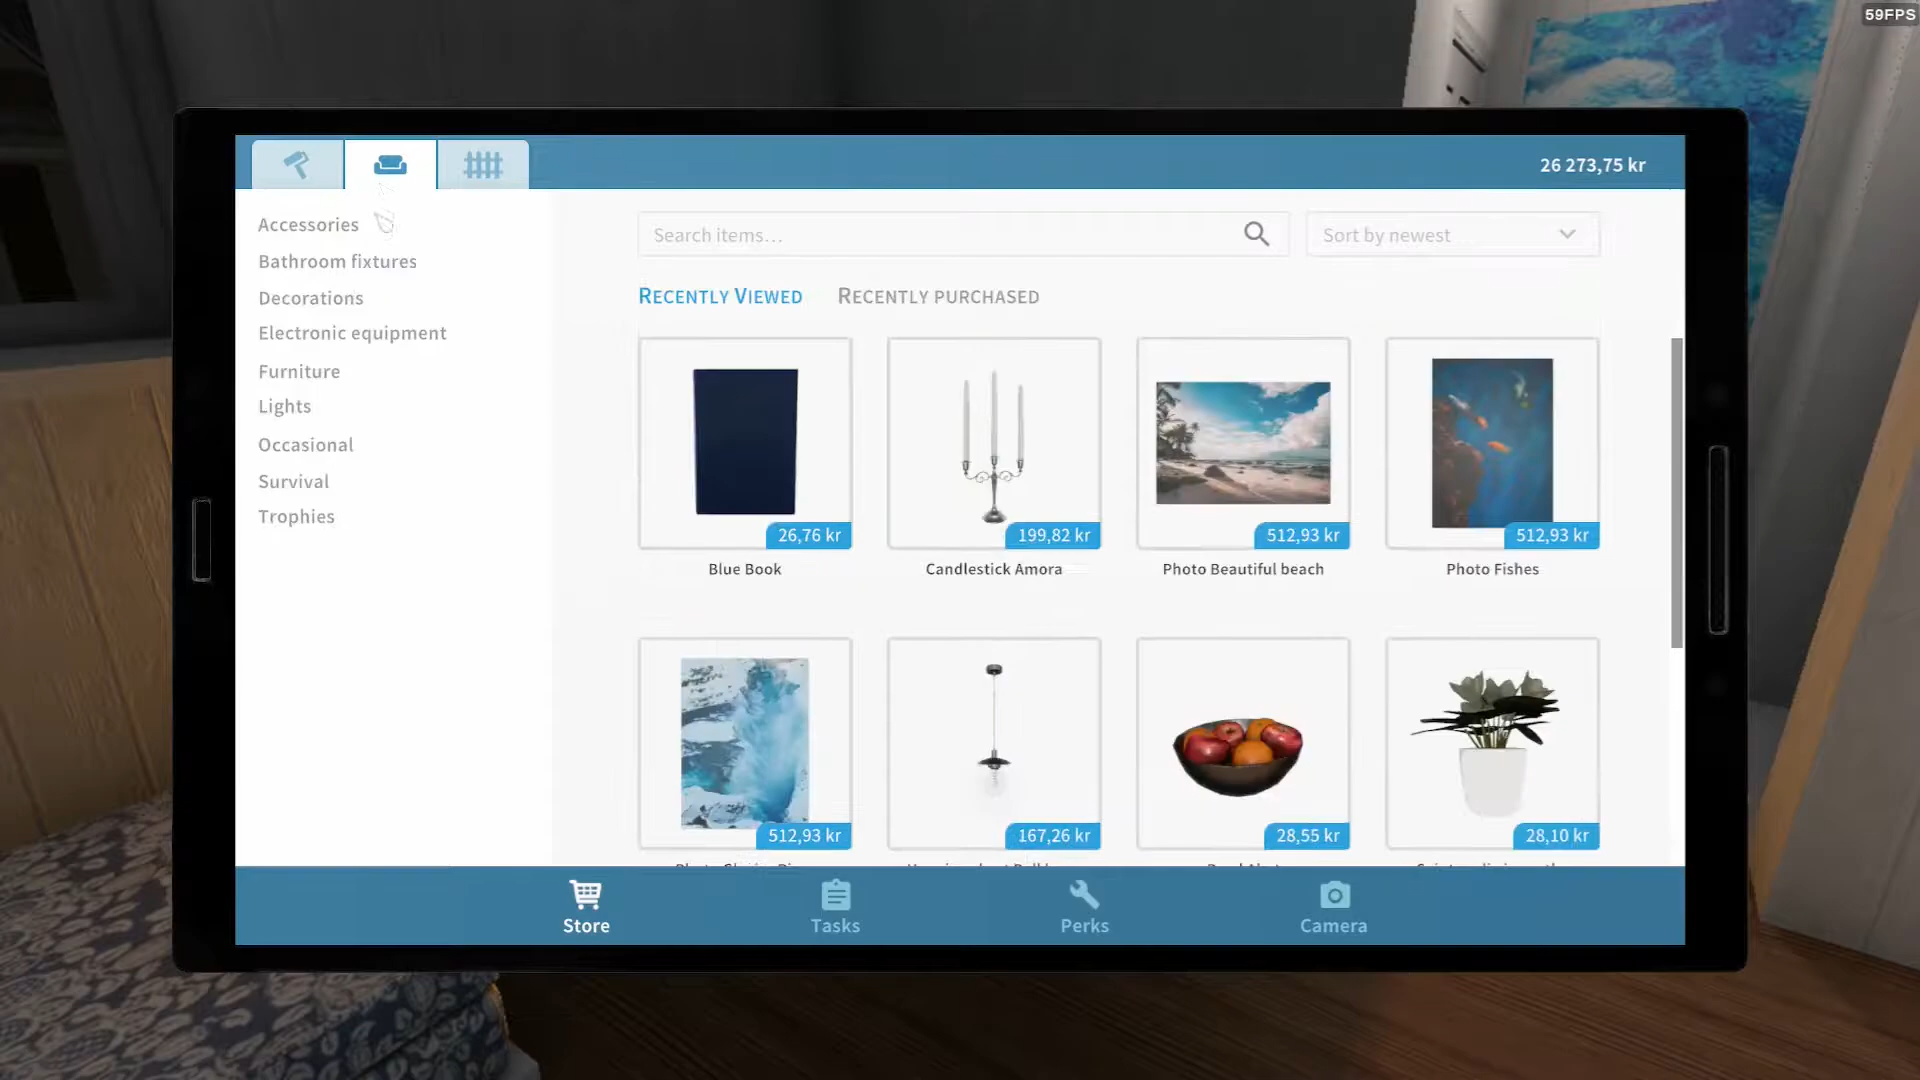 59FPS
26 273,75 kr
Accessories
Bathroom fixtures
Decorations
Electronic equipment
Furniture
Lights
Occasional
Survival
Trophies
Search items...
Sort by newest
RECENTLY VIEWED
RECENTLY PURCHASED
26,76 kr
199,82 kr
512,93 kr
512,93 kr
Blue Book
Candlestick Amora
Photo Beautiful beach
Photo Fishes
512,93 kr
167,26 kr
28,55 kr
28,10 kr
Store
Tasks
Perks
Camera